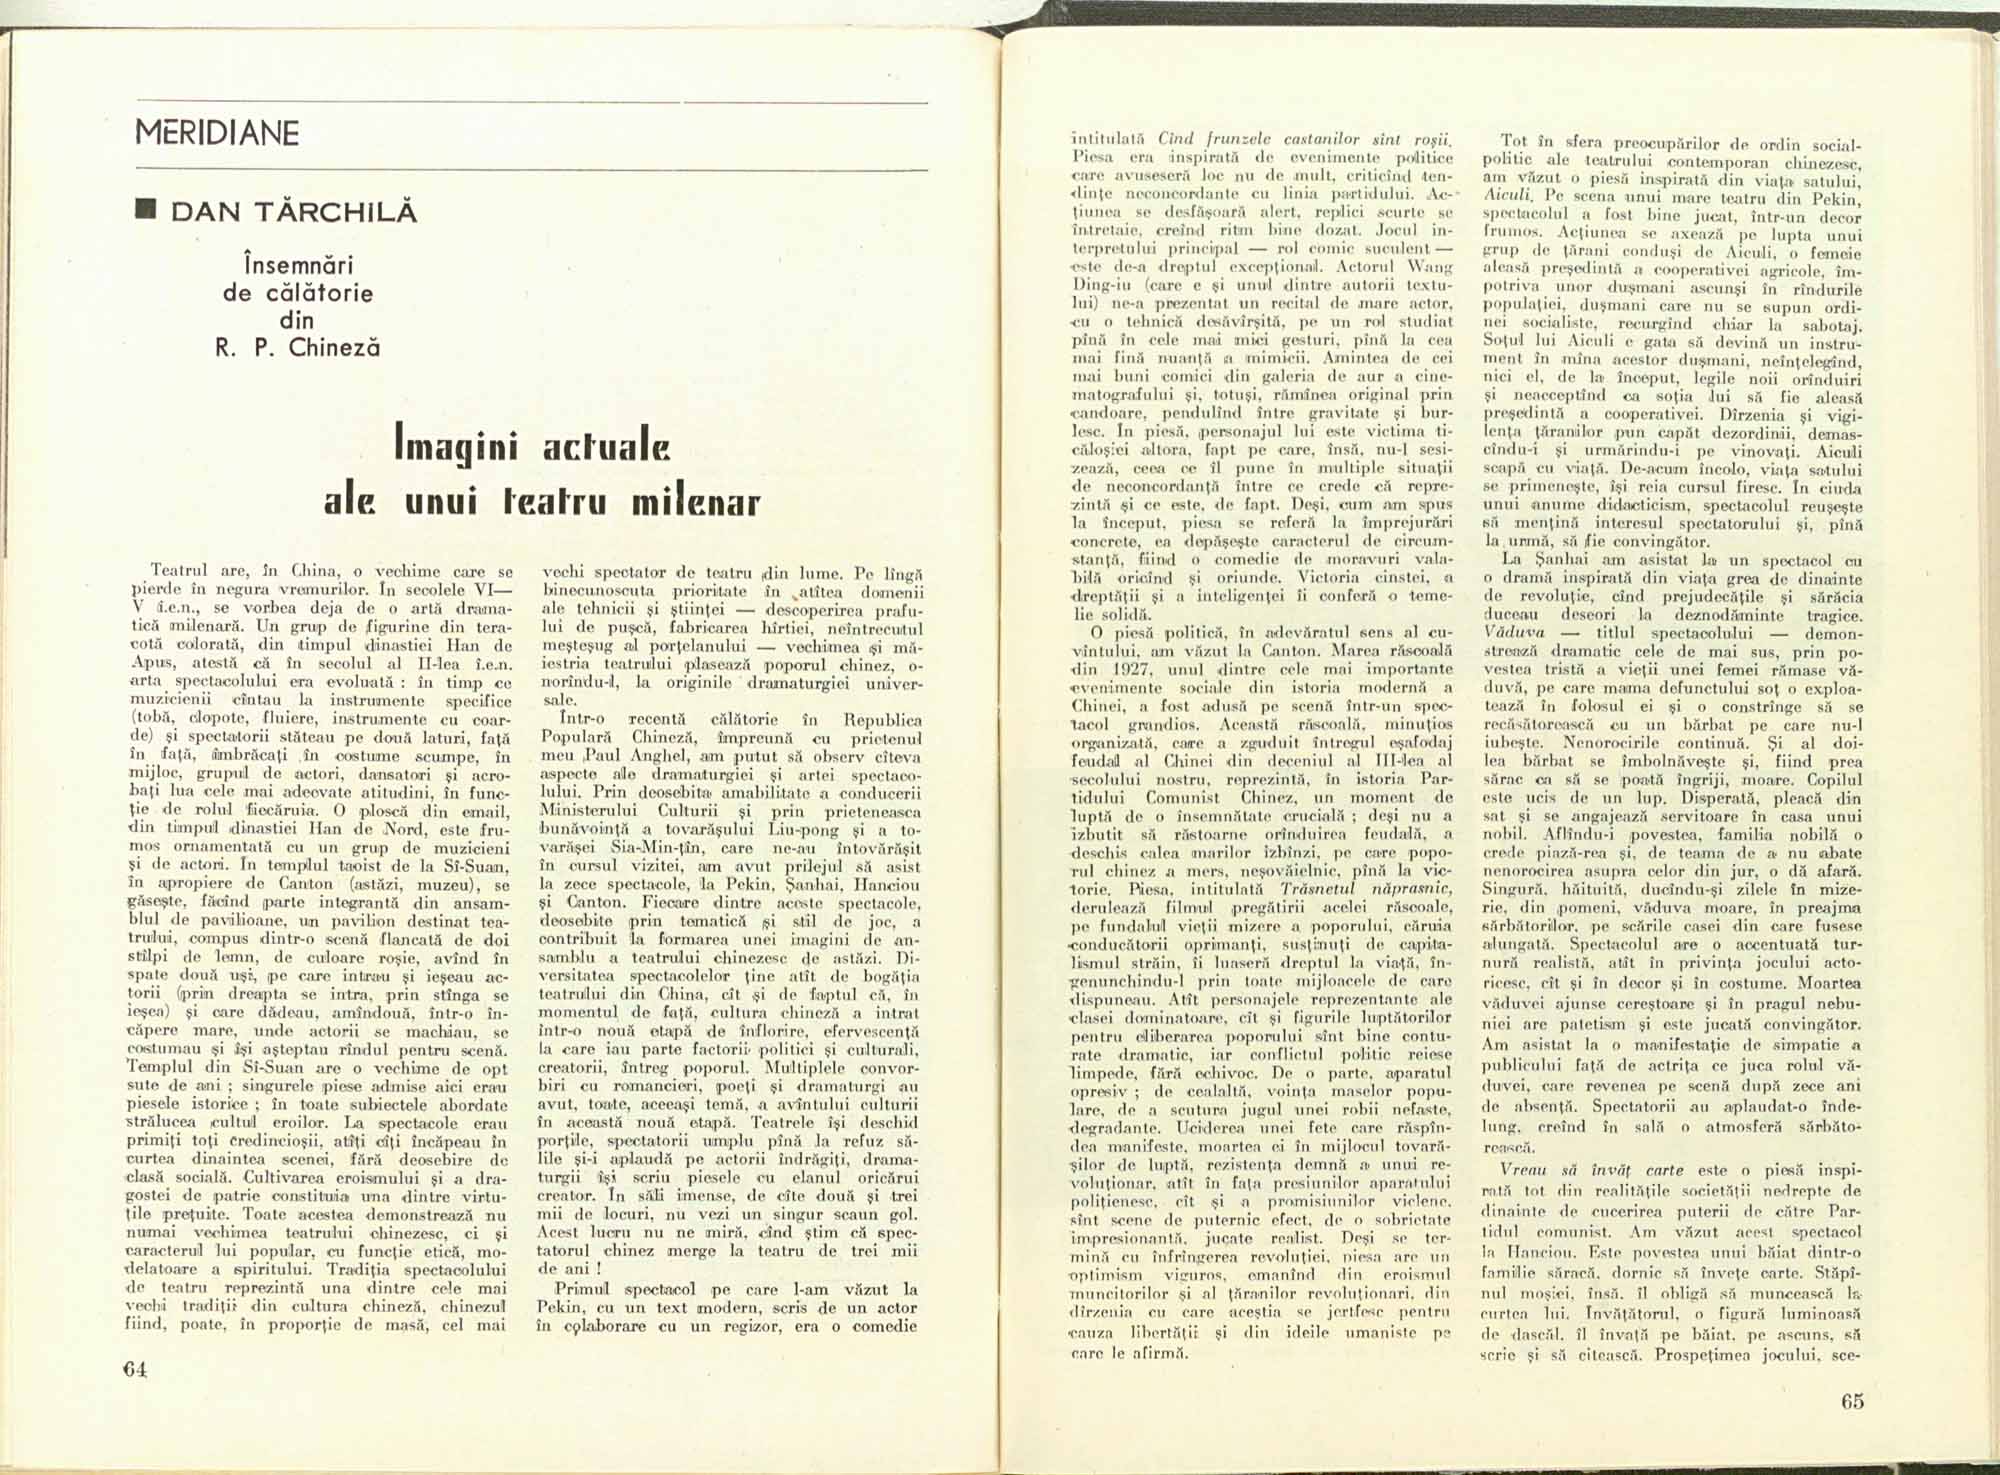 MERIDIANE
■ DAN TĂRCHILĂ
Însemnări
de călătorie
din
R. P. Chineză
Imagini actuale
ale unui teatru milenar
Teatrul are, în China, o vechime care se
pierde în negura vremurilor. În secolele VI—
V î.e.n., se vorbea deja de o artă drama-
tică milenară. Un grup de figurine din tera-
cotă colorată, din timpul dinastiei Han de
Apus, atestă că în secolul al II-lea î.e.n.
arta spectacolului era evoluată : în timp ce
muzicienii cîntau la instrumente specifice
(tobă, clopote, fluiere, instrumente cu coar-
de) și spectatorii stăteau pe două laturi, față
în față, îmbrăcați în costume scumpe, în
mijloc, grupul de actori, dansatori și acro-
bați lua cele mai adecvate atitudini, în func-
ție de rolul fiecăruia. O ploscă din email,
din timpul dinastiei Han de Nord, este fru-
mos ornamentată cu un grup de muzicieni
și de actori. În templul taoist de la Sî-Suan,
în apropiere de Canton (astăzi, muzeu), se
găsește, făcînd parte integrantă din ansam-
blul de pavilioane, un pavilion destinat tea-
trului, compus dintr-o scenă flancată de doi
stîlpi de lemn, de culoare roșie, avînd în
spate două uși, pe care intrau și ieșeau ac-
torii (prin dreapta se intra, prin stînga se
ieșea) și care dădeau, amîndouă, într-o în-
căpere mare, unde actorii se machiau, se
costumau și își așteptau rîndul pentru scenă.
Templul din Sî-Suan are o vechime de opt
sute de ani ; singurele piese admise aici erau
piesele istorice ; în toate subiectele abordate
strălucea cultul eroilor. La spectacole erau
primiți toți credincioșii, atîți cîți încăpeau în
curtea dinaintea scenei, fără deosebire de
clasă socială. Cultivarea eroismului și a dra-
gostei de patrie constituia una dintre virtu-
țile prețuite. Toate acestea demonstrează nu
numai vechimea teatrului chinezesc, ci și
caracterul lui popular, cu funcție etică, mo-
delatoare a spiritului. Tradiția spectacolului
de teatru reprezintă una dintre cele mai
vechi tradiții din cultura chineză, chinezul
fiind, poate, în proporție de masă, cel mai
vechi spectator de teatru din lume. Pe lîngă
binecunoscuta prioritate în atîtea domenii
ale tehnicii și științei — descoperirea prafu-
lui de pușcă, fabricarea hîrtiei, neîntrecutul
meșteșug al porțelanului — vechimea și mă-
iestria teatrului plasează poporul chinez, o-
norîndu-l, la originile dramaturgiei univer-
sale.
Într-o recentă călătorie în Republica
Populară Chineză, împreună cu prietenul
meu Paul Anghel, am putut să observ cîteva
aspecte ale dramaturgiei și artei spectaco-
lului. Prin deosebita amabilitate a conducerii
Ministerului Culturii și prin prieteneasca
bunăvoință a tovarășului Liu-pong și a to-
varășei Sia-Min-țîn, care ne-au întovărășit
în cursul vizitei, am avut prilejul să asist
la zece spectacole, la Pekin, Șanhai, Hanciou
și Canton. Fiecare dintre aceste spectacole,
deosebite prin tematică și stil de joc, a
contribuit la formarea unei imagini de an-
samblu a teatrului chinezesc de astăzi. Di-
versitatea spectacolelor ține atît de bogăția
teatrului din China, cît și de faptul că, în
momentul de față, cultura chineză a intrat
într-o nouă etapă de înflorire, efervescență
la care iau parte factorii politici și culturali,
creatorii, întreg poporul. Multiplele convor-
biri cu romancieri, poeți și dramaturgi au
avut, toate, aceeași temă, a avîntului culturii
în această nouă etapă. Teatrele își deschid
porțile, spectatorii umplu pînă la refuz să-
lile și-i aplaudă pe actorii îndrăgiți, drama-
turgii își scriu piesele cu elanul oricărui
creator. În săli imense, de cîte două și trei
mii de locuri, nu vezi un singur scaun gol.
Acest lucru nu ne miră, cînd știm că spec-
tatorul chinez merge la teatru de trei mii
de ani !
Primul spectacol pe care l-am văzut la
Pekin, cu un text modern, scris de un actor
în colaborare cu un regizor, era o comedie
64
intitulată Cînd frunzele castanilor sînt roșii.
Piesa era inspirată de evenimente politice
care avuseseră loc nu de mult, criticînd ten-
dințe neconcordante cu linia partidului. Ac-
țiunea se desfășoară alert, replici scurte se
întretaie, creînd ritm bine dozat. Jocul in-
terpretului principal — rol comic suculent —
este de-a dreptul excepțional. Actorul Wang
Ding-iu (care e și unul dintre autorii textu-
lui) ne-a prezentat un recital de mare actor,
cu o tehnică desăvîrșită, pe un rol studiat
pînă în cele mai mici gesturi, pînă la cea
mai fină nuanță a mimicii. Amintea de cei
mai buni comici din galeria de aur a cine-
matografului și, totuși, rămînea original prin
candoare, pendulînd între gravitate și bur-
lesc. În piesă, personajul lui este victima ti-
căloșiei altora, fapt pe care, însă, nu-l sesi-
zează, ceea ce îl pune în multiple situații
de neconcordanță între ce crede că repre-
zintă și ce este, de fapt. Deși, cum am spus
la început, piesa se referă la împrejurări
concrete, ea depășește caracterul de circum-
stanță, fiind o comedie de moravuri vala-
bilă oricînd și oriunde. Victoria cinstei, a
dreptății și a inteligenței îi conferă o teme-
lie solidă.
O piesă politică, în adevăratul sens al cu-
vîntului, am văzut la Canton. Marea răscoală
din 1927, unul dintre cele mai importante
evenimente sociale din istoria modernă a
Chinei, a fost adusă pe scenă într-un spec-
tacol grandios. Această răscoală, minuțios
organizată, care a zguduit întregul eșafodaj
feudal al Chinei din deceniul al III-lea al
secolului nostru, reprezintă, în istoria Par-
tidului Comunist Chinez, un moment de
luptă de o însemnătate crucială ; deși nu a
izbutit să răstoarne orînduirea feudală, a
deschis calea marilor izbînzi, pe care popo-
rul chinez a mers, neșovăielnic, pînă la vic-
torie. Piesa, intitulată Trăsnetul năprasnic,
derulează filmul pregătirii acelei răscoale,
pe fundalul vieții mizere a poporului, căruia
conducătorii oprimanți, susținuți de capita-
lismul străin, îi luaseră dreptul la viață, în-
genunchindu-l prin toate mijloacele de care
dispuneau. Atît personajele reprezentante ale
clasei dominatoare, cît și figurile luptătorilor
pentru eliberarea poporului sînt bine contu-
rate dramatic, iar conflictul politic reiese
limpede, fără echivoc. De o parte, aparatul
opresiv ; de cealaltă, voința maselor popu-
lare, de a scutura jugul unei robii nefaste,
degradante. Uciderea unei fete care răspîn-
dea manifeste, moartea ei în mijlocul tovară-
șilor de luptă, rezistența demnă a unui re-
voluționar, atît în fața presiunilor aparatului
polițienesc, cît și a promisiunilor viclene,
sînt scene de puternic efect, de o sobrietate
impresionantă, jucate realist. Deși se ter-
mină cu înfrîngerea revoluției, piesa are un
optimism viguros, emanînd din eroismul
muncitorilor și al țăranilor revoluționari, din
dîrzenia cu care aceștia se jertfesc pentru
cauza libertății și din ideile umaniste pe
care le afirmă.
Tot în sfera preocupărilor de ordin social-
politic ale teatrului contemporan chinezesc,
am văzut o piesă inspirată din viața satului,
Aiculi. Pe scena unui mare teatru din Pekin,
spectacolul a fost bine jucat, într-un decor
frumos. Acțiunea se axează pe lupta unui
grup de țărani conduși de Aiculi, o femeie
aleasă președintă a cooperativei agricole, îm-
potriva unor dușmani ascunși în rîndurile
populației, dușmani care nu se supun ordi-
nei socialiste, recurgînd chiar la sabotaj.
Soțul lui Aiculi e gata să devină un instru-
ment în mîna acestor dușmani, neînțelegînd,
nici el, de la început, legile noii orînduiri
și neacceptînd ca soția lui să fie aleasă
președintă a cooperativei. Dîrzenia și vigi-
lența țăranilor pun capăt dezordinii, demas-
cîndu-i și urmărindu-i pe vinovați. Aiculi
scapă cu viață. De-acum încolo, viața satului
se primenește, își reia cursul firesc. În ciuda
unui anume didacticism, spectacolul reușește
să mențină interesul spectatorului și, pînă
la urmă, să fie convingător.
La Șanhai am asistat la un spectacol cu
o dramă inspirată din viața grea de dinainte
de revoluție, cînd prejudecățile și sărăcia
duceau deseori la deznodăminte tragice.
Văduva — titlul spectacolului — demon-
strează dramatic cele de mai sus, prin po-
vestea tristă a vieții unei femei rămase vă-
duvă, pe care mama defunctului soț o exploa-
tează în folosul ei și o constrînge să se
recăsătorească cu un bărbat pe care nu-l
iubește. Nenorocirile continuă. Și al doi-
lea bărbat se îmbolnăvește și, fiind prea
sărac ca să se poată îngriji, moare. Copilul
este ucis de un lup. Disperată, pleacă din
sat și se angajează servitoare în casa unui
nobil. Aflîndu-i povestea, familia nobilă o
crede piază-rea și, de teama de a nu abate
nenorocirea asupra celor din jur, o dă afară.
Singură, hăituită, ducîndu-și zilele în mize-
rie, din pomeni, văduva moare, în preajma
sărbătorilor, pe scările casei din care fusese
alungată. Spectacolul are o accentuată tur-
nură realistă, atît în privința jocului acto-
ricesc, cît și în decor și în costume. Moartea
văduvei ajunse cerșetoare și în pragul nebu-
niei are patetism și este jucată convingător.
Am asistat la o manifestație de simpatie a
publicului față de actrița ce juca rolul vă-
duvei, care revenea pe scenă după zece ani
de absență. Spectatorii au aplaudat-o înde-
lung, creînd în sală o atmosferă sărbăto-
rească.
Vreau să învăț carte este o piesă inspi-
rată tot din realitățile societății nedrepte de
dinainte de cucerirea puterii de către Par-
tidul comunist. Am văzut acest spectacol
la Hanciou. Este povestea unui băiat dintr-o
familie săracă, dornic să învețe carte. Stăpî-
nul moșiei, însă, îl obligă să muncească la
curtea lui. Învățătorul, o figură luminoasă
de dascăl, îl învață pe băiat, pe ascuns, să
scrie și să citească. Prospețimea jocului, sce-
65